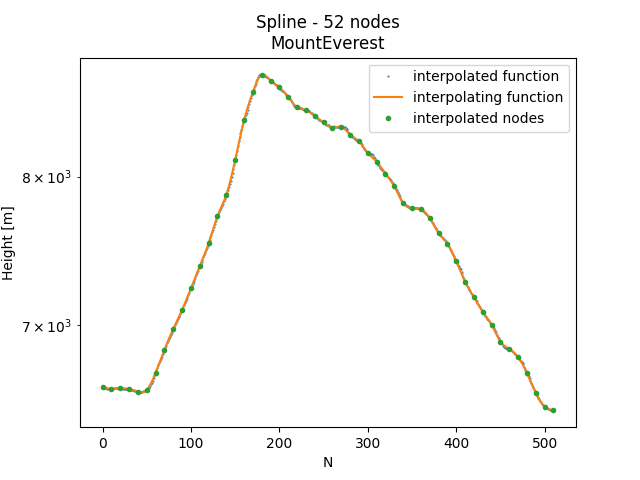 Spline - 52 nodes
MountEverest
interpolated function
interpolating function
interpolated nodes
Height [m]
8 × 10³
7 × 10³
0 100 200 300 400 500
N